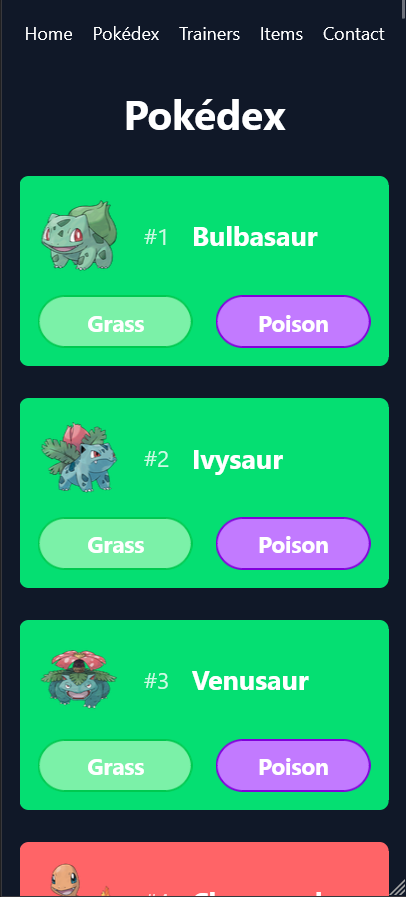 Home Pokédex Trainers Items Contact
Pokédex
#1 Bulbasaur
Grass Poison
#2 Ivysaur
Grass Poison
#3 Venusaur
Grass Poison